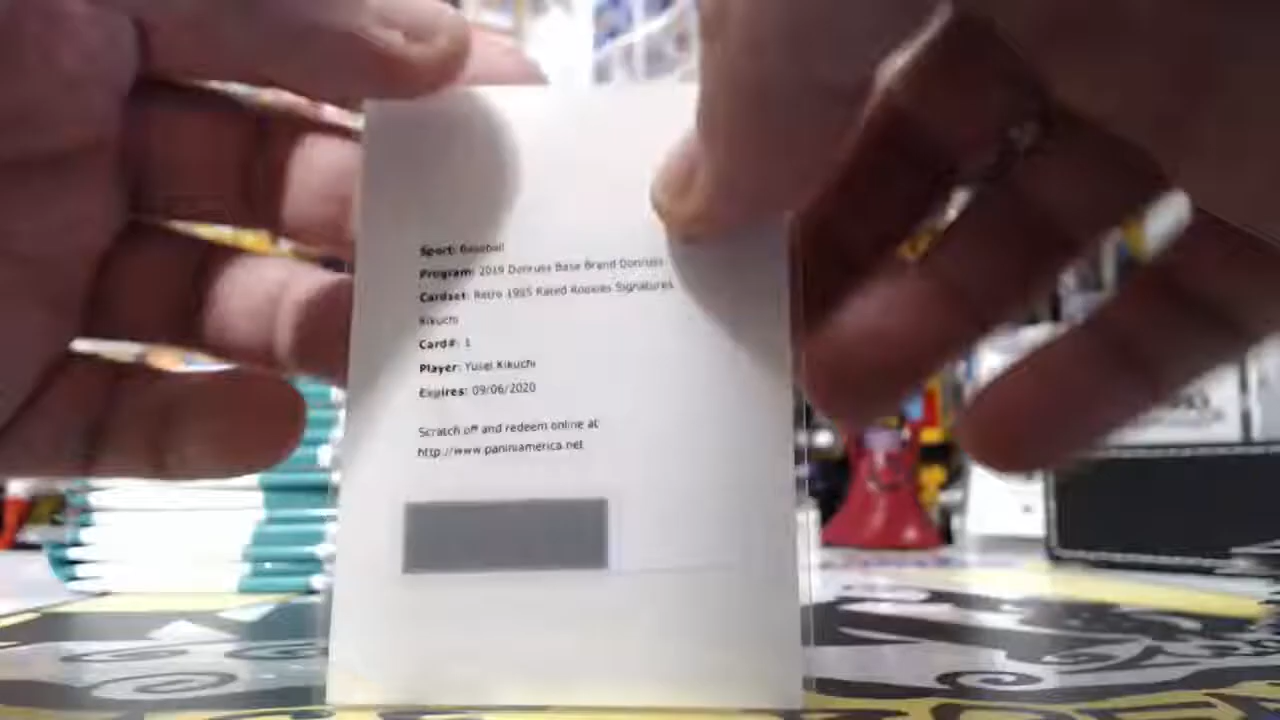 Sport: Baseball
Program: 2019 Donruss Base Brand Donruss
Cardset: Retro 1985 Rated Rookies Signatures
Kikuchi
Card#: 1
Player: Yusei Kikuchi
Expires: 09/06/2020
Scratch off and redeem online at
http://www.paniniamerica.net